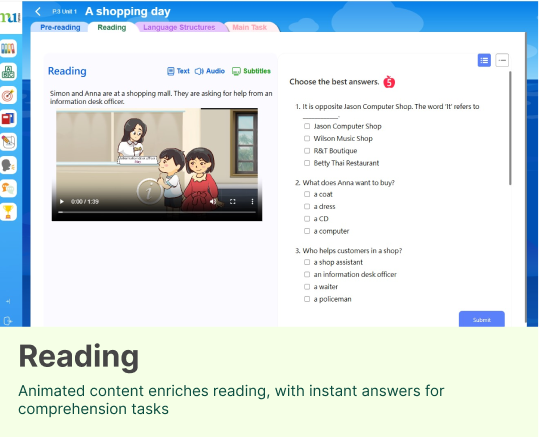 nu
P.3 Unit 1 A shopping day
Pre-reading Reading Language Structures Main Task
Reading
Text Audio Subtitles
Simon and Anna are at a shopping mall. They are asking for help from an
information desk officer.
i
0:00 / 1:39
Choose the best answers. 5
1. It is opposite Jason Computer Shop. The word 'It' refers to
____________.
Jason Computer Shop
Wilson Music Shop
R&T Boutique
Betty Thai Restaurant
2. What does Anna want to buy?
a coat
a dress
a CD
a computer
3. Who helps customers in a shop?
a shop assistant
an information desk officer
a waiter
a policeman
Submit
Reading
Animated content enriches reading, with instant answers for
comprehension tasks